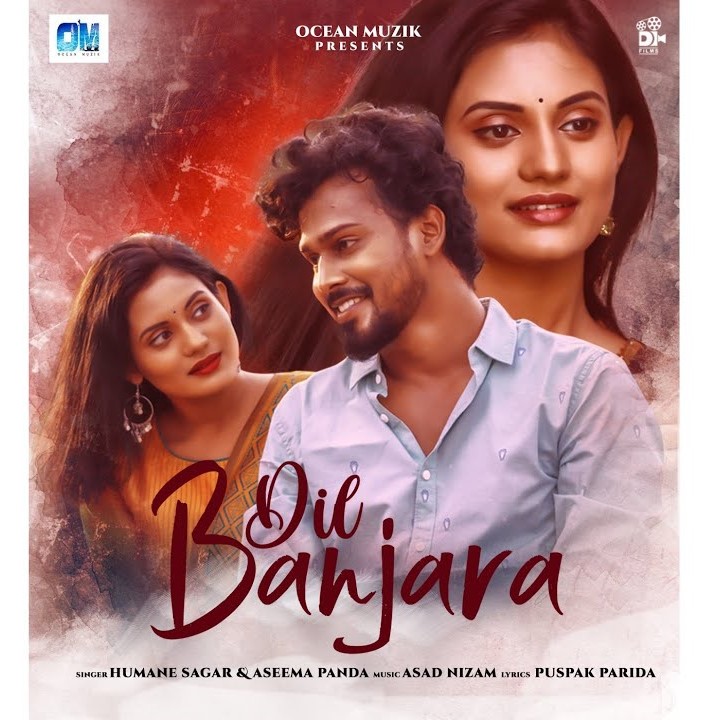 OM
OCEAN MUZIK
OCEAN MUZIK
PRESENTS
DJ
FILMS
Dil
Banjara
SINGER HUMANE SAGAR & ASEEMA PANDA MUSIC ASAD NIZAM LYRICS PUSPAK PARIDA